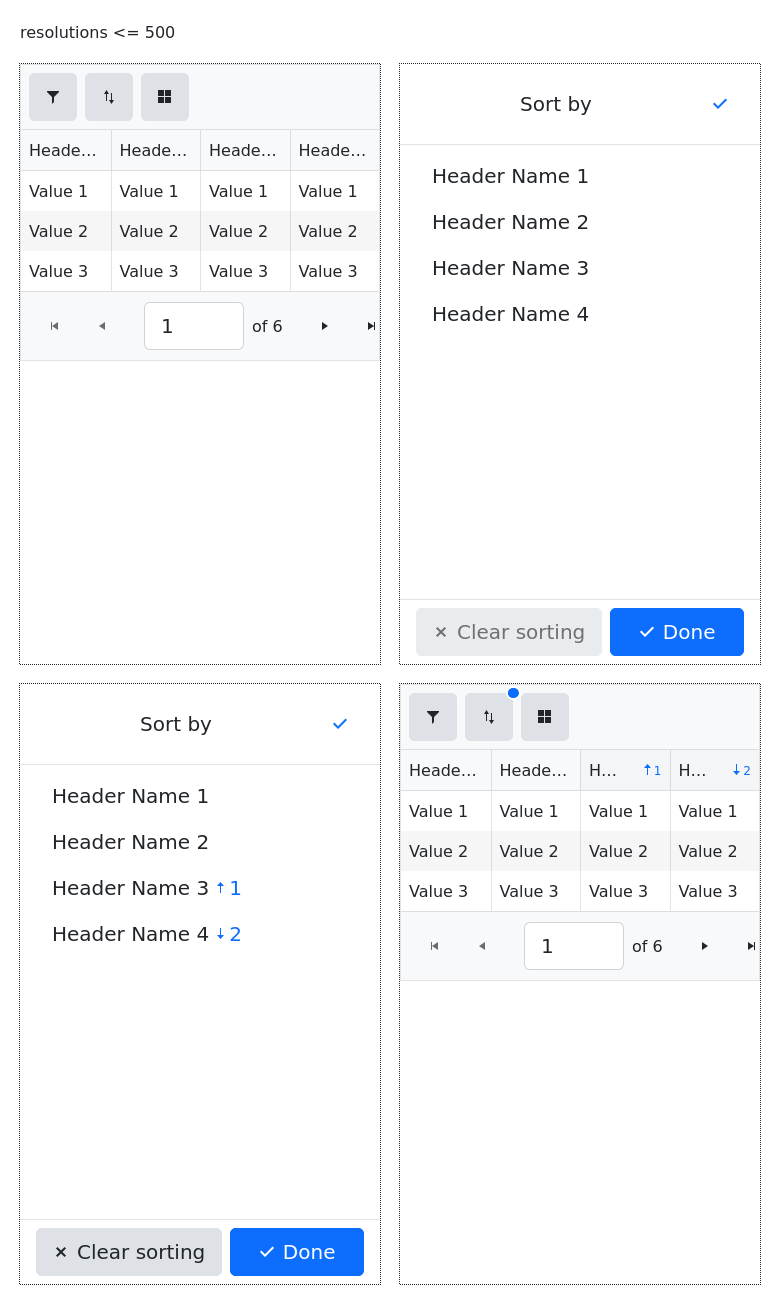 resolutions <= 500
Heade... Heade... Heade... Heade...
Value 1 Value 1 Value 1 Value 1
Value 2 Value 2 Value 2 Value 2
Value 3 Value 3 Value 3 Value 3
1 of 6
Sort by
Header Name 1
Header Name 2
Header Name 3
Header Name 4
Clear sorting Done
Sort by
Header Name 1
Header Name 2
Header Name 3 1
Header Name 4 2
Clear sorting Done
Heade... Heade... H... 1 H... 2
Value 1 Value 1 Value 1 Value 1
Value 2 Value 2 Value 2 Value 2
Value 3 Value 3 Value 3 Value 3
1 of 6